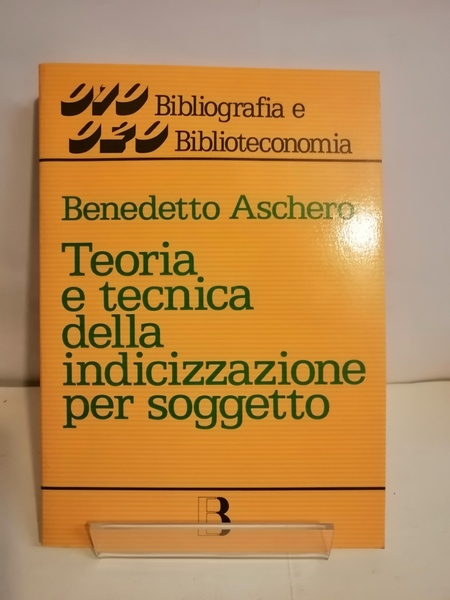 010 Bibliografia e
020 Biblioteconomia
Benedetto Aschero
Teoria
e tecnica
della
indicizzazione
per soggetto
B